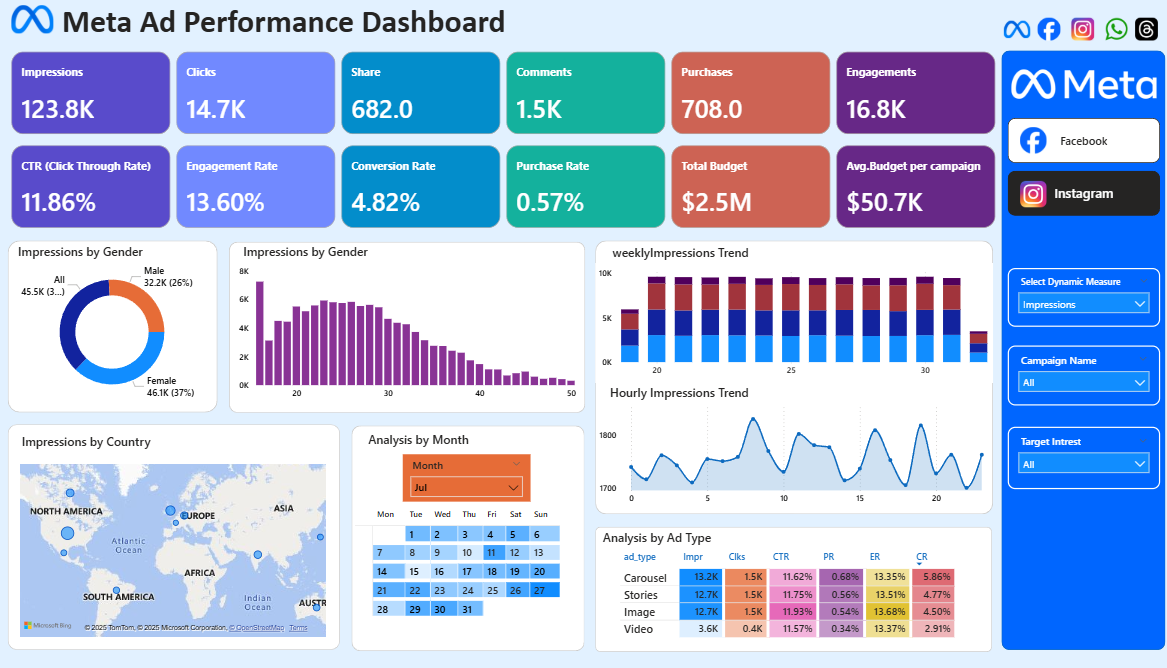 Meta Ad Performance Dashboard
Impressions
123.8K
Clicks
14.7K
Share
682.0
Comments
1.5K
Purchases
708.0
Engagements
16.8K
CTR (Click Through Rate)
11.86%
Engagement Rate
13.60%
Conversion Rate
4.82%
Purchase Rate
0.57%
Total Budget
$2.5M
Avg.Budget per campaign
$50.7K
Meta
Facebook
Instagram
Select Dynamic Measure
Impressions
Campaign Name
All
Target Intrest
All
Impressions by Gender
All
45.5K (3...)
Male
32.2K (26%)
Female
46.1K (37%)
Impressions by Gender
8K
6K
4K
2K
0K
20 30 40 50
weeklyImpressions Trend
10K
5K
0K
20 25 30
Hourly Impressions Trend
1800
1700
0 5 10 15 20
Impressions by Country
NORTH AMERICA
EUROPE
ASIA
Atlantic
Ocean
AFRICA
SOUTH AMERICA
Indian
Ocean
AUSTR
Microsoft Bing
© 2025 TomTom, © 2025 Microsoft Corporation, © OpenStreetMap Terms
Analysis by Month
Month
Jul
Mon Tue Wed Thu Fri Sat Sun
1 2 3 4 5 6
7 8 9 10 11 12 13
14 15 16 17 18 19 20
21 22 23 24 25 26 27
28 29 30 31
Analysis by Ad Type
ad_type Impr Clks CTR PR ER CR
Carousel 13.2K 1.5K 11.62% 0.68% 13.35% 5.86%
Stories 12.7K 1.5K 11.75% 0.56% 13.51% 4.77%
Image 12.7K 1.5K 11.93% 0.54% 13.68% 4.50%
Video 3.6K 0.4K 11.57% 0.34% 13.37% 2.91%